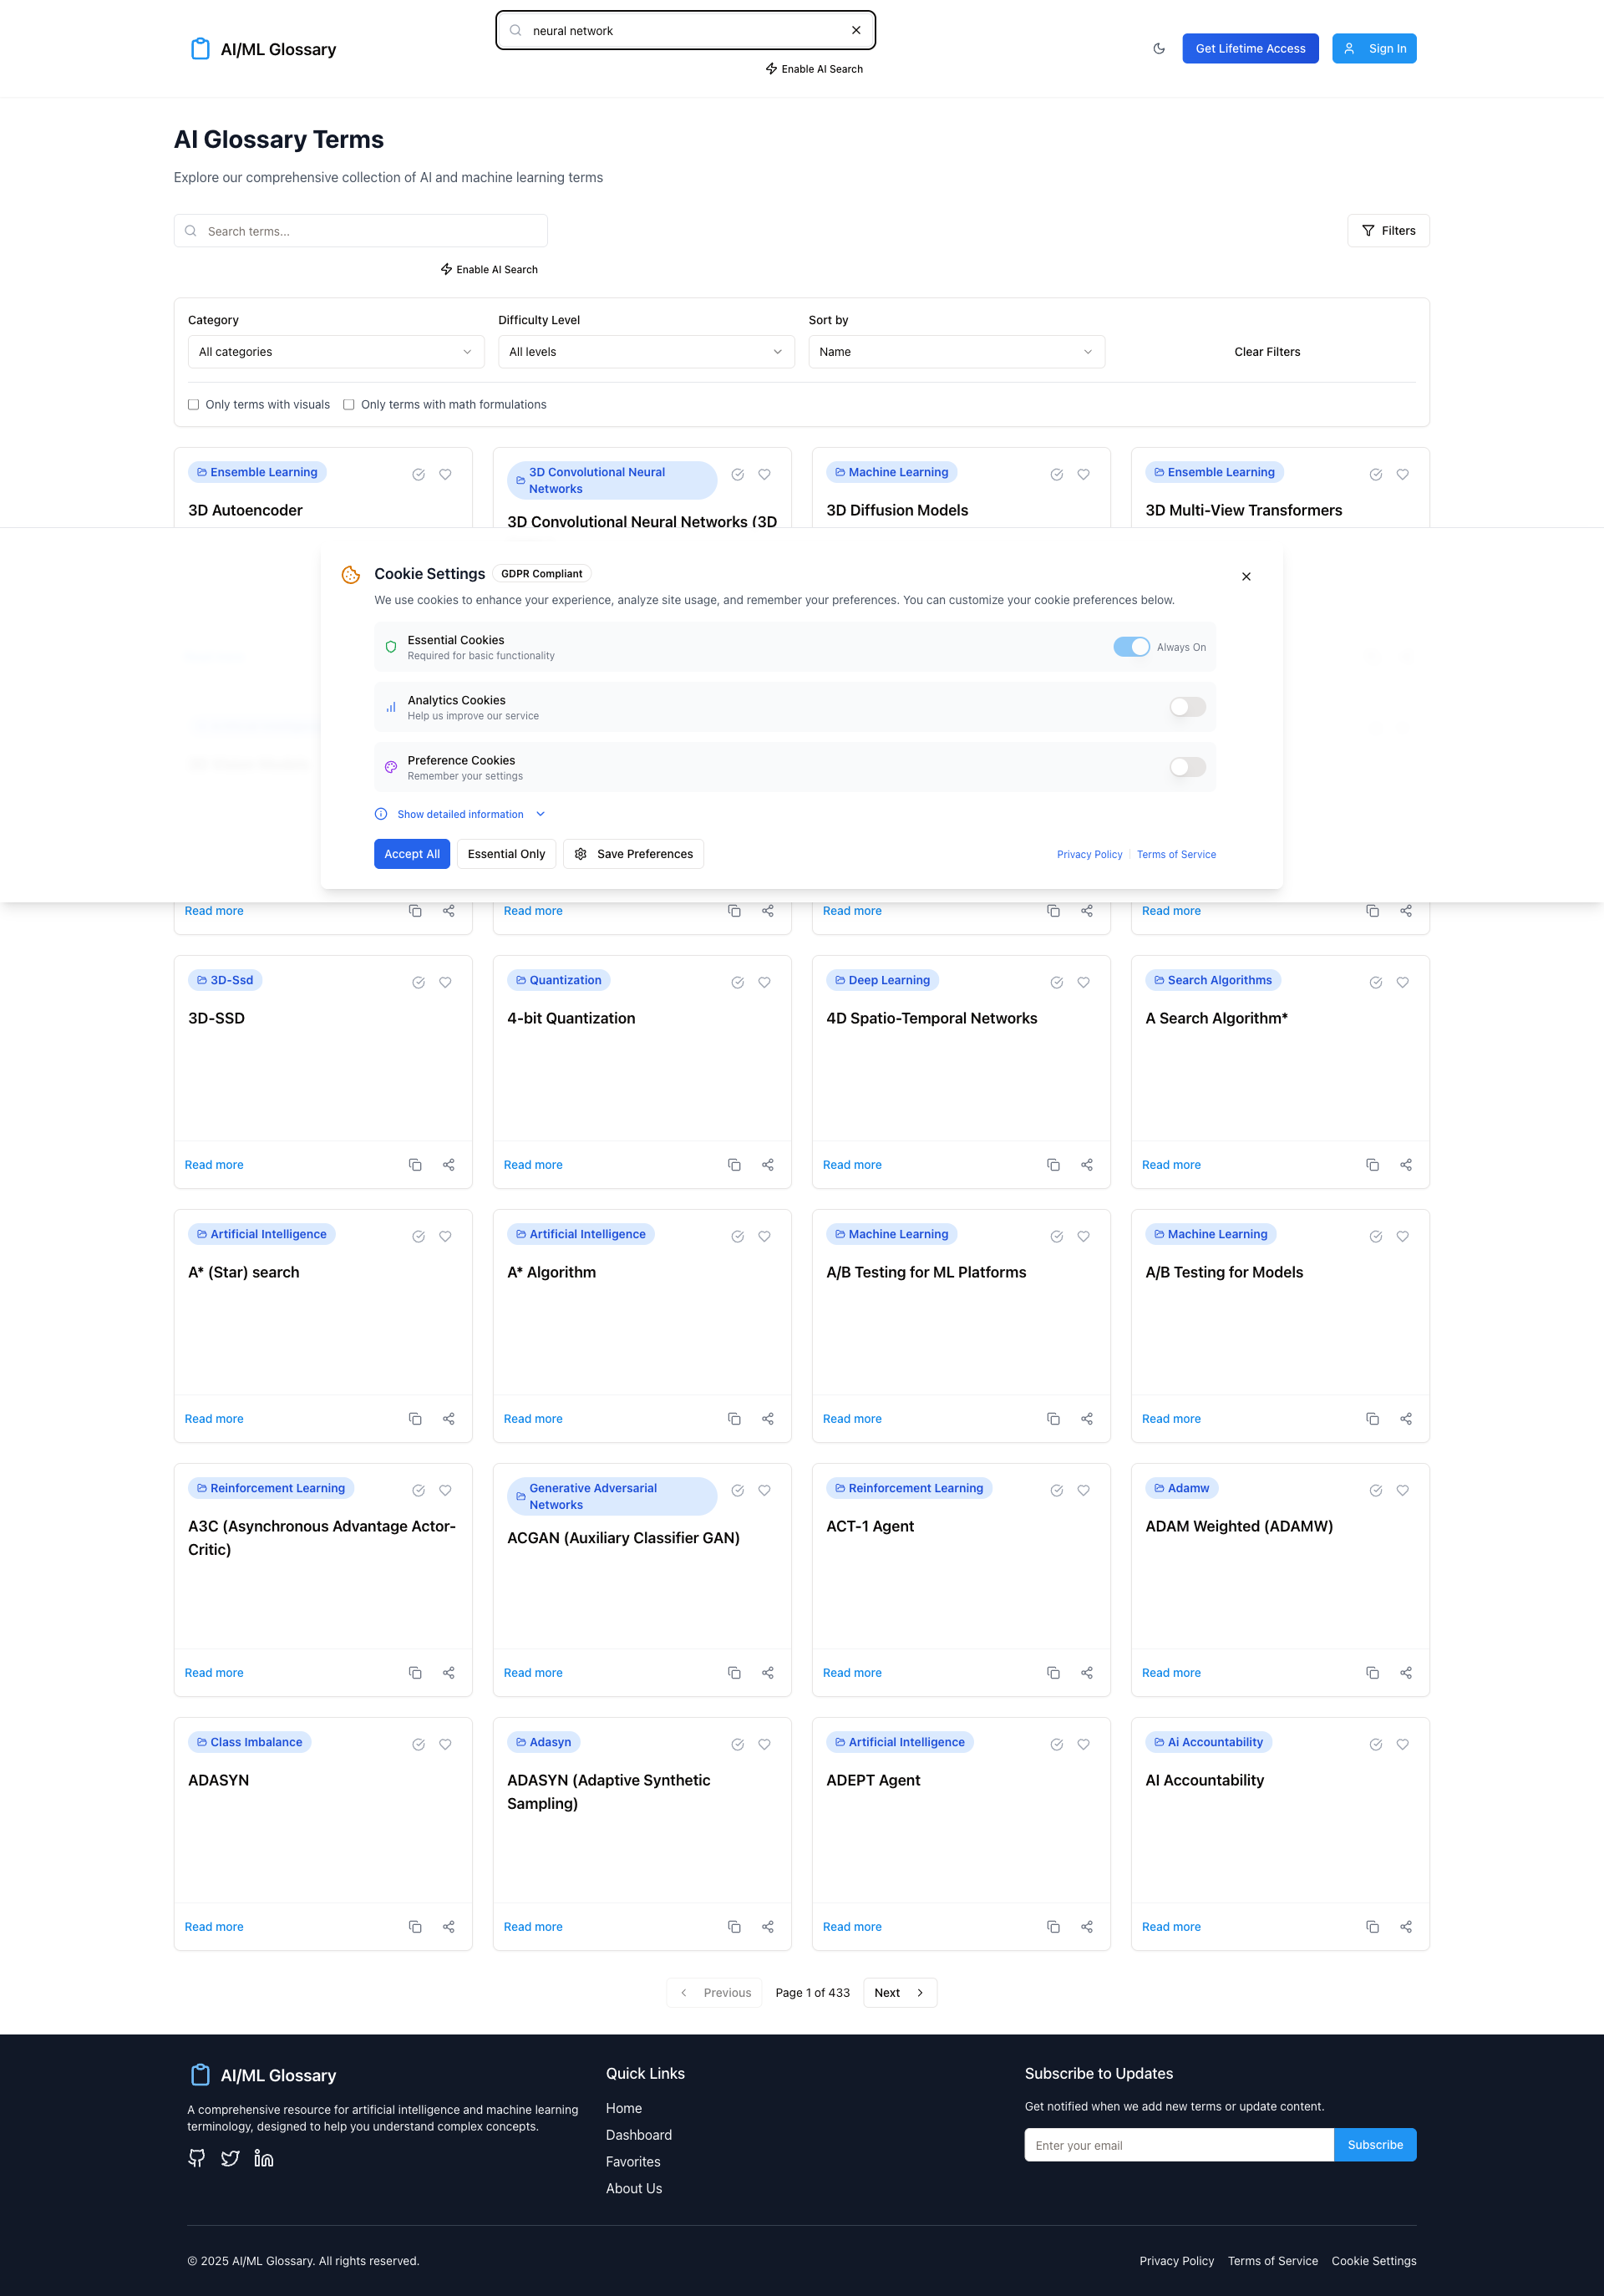 AI/ML Glossary
neural network
Enable AI Search
Get Lifetime Access
Sign In
AI Glossary Terms
Explore our comprehensive collection of AI and machine learning terms
Search terms...
Filters
Enable AI Search
Category
Difficulty Level
Sort by
All categories
All levels
Name
Clear Filters
Only terms with visuals
Only terms with math formulations
Ensemble Learning
3D Autoencoder
3D Convolutional Neural
Networks
3D Convolutional Neural Networks (3D
Machine Learning
3D Diffusion Models
Ensemble Learning
3D Multi-View Transformers
Cookie Settings
GDPR Compliant
We use cookies to enhance your experience, analyze site usage, and remember your preferences. You can customize your cookie preferences below.
Essential Cookies
Required for basic functionality
Always On
Analytics Cookies
Help us improve our service
Preference Cookies
Remember your settings
Show detailed information
Accept All
Essential Only
Save Preferences
Privacy Policy
Terms of Service
Read more
Read more
Read more
Read more
3D-Ssd
3D-SSD
Read more
Quantization
4-bit Quantization
Read more
Deep Learning
4D Spatio-Temporal Networks
Read more
Search Algorithms
A Search Algorithm*
Read more
Artificial Intelligence
A* (Star) search
Read more
Artificial Intelligence
A* Algorithm
Read more
Machine Learning
A/B Testing for ML Platforms
Read more
Machine Learning
A/B Testing for Models
Read more
Reinforcement Learning
A3C (Asynchronous Advantage Actor-
Critic)
Read more
Generative Adversarial
Networks
ACGAN (Auxiliary Classifier GAN)
Read more
Reinforcement Learning
ACT-1 Agent
Read more
Adamw
ADAM Weighted (ADAMW)
Read more
Class Imbalance
ADASYN
Read more
Adasyn
ADASYN (Adaptive Synthetic
Sampling)
Read more
Artificial Intelligence
ADEPT Agent
Read more
Ai Accountability
AI Accountability
Read more
Previous
Page 1 of 433
Next
AI/ML Glossary
A comprehensive resource for artificial intelligence and machine learning
terminology, designed to help you understand complex concepts.
Quick Links
Home
Dashboard
Favorites
About Us
Subscribe to Updates
Get notified when we add new terms or update content.
Enter your email
Subscribe
© 2025 AI/ML Glossary. All rights reserved.
Privacy Policy
Terms of Service
Cookie Settings